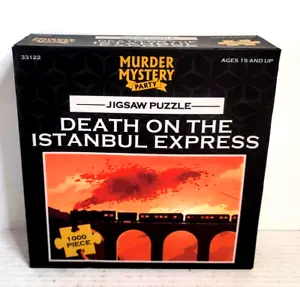 33122
MURDER
MYSTERY
PARTY
AGES 15 AND UP
JIGSAW PUZZLE
DEATH ON THE
ISTANBUL EXPRESS
1000
PIECE